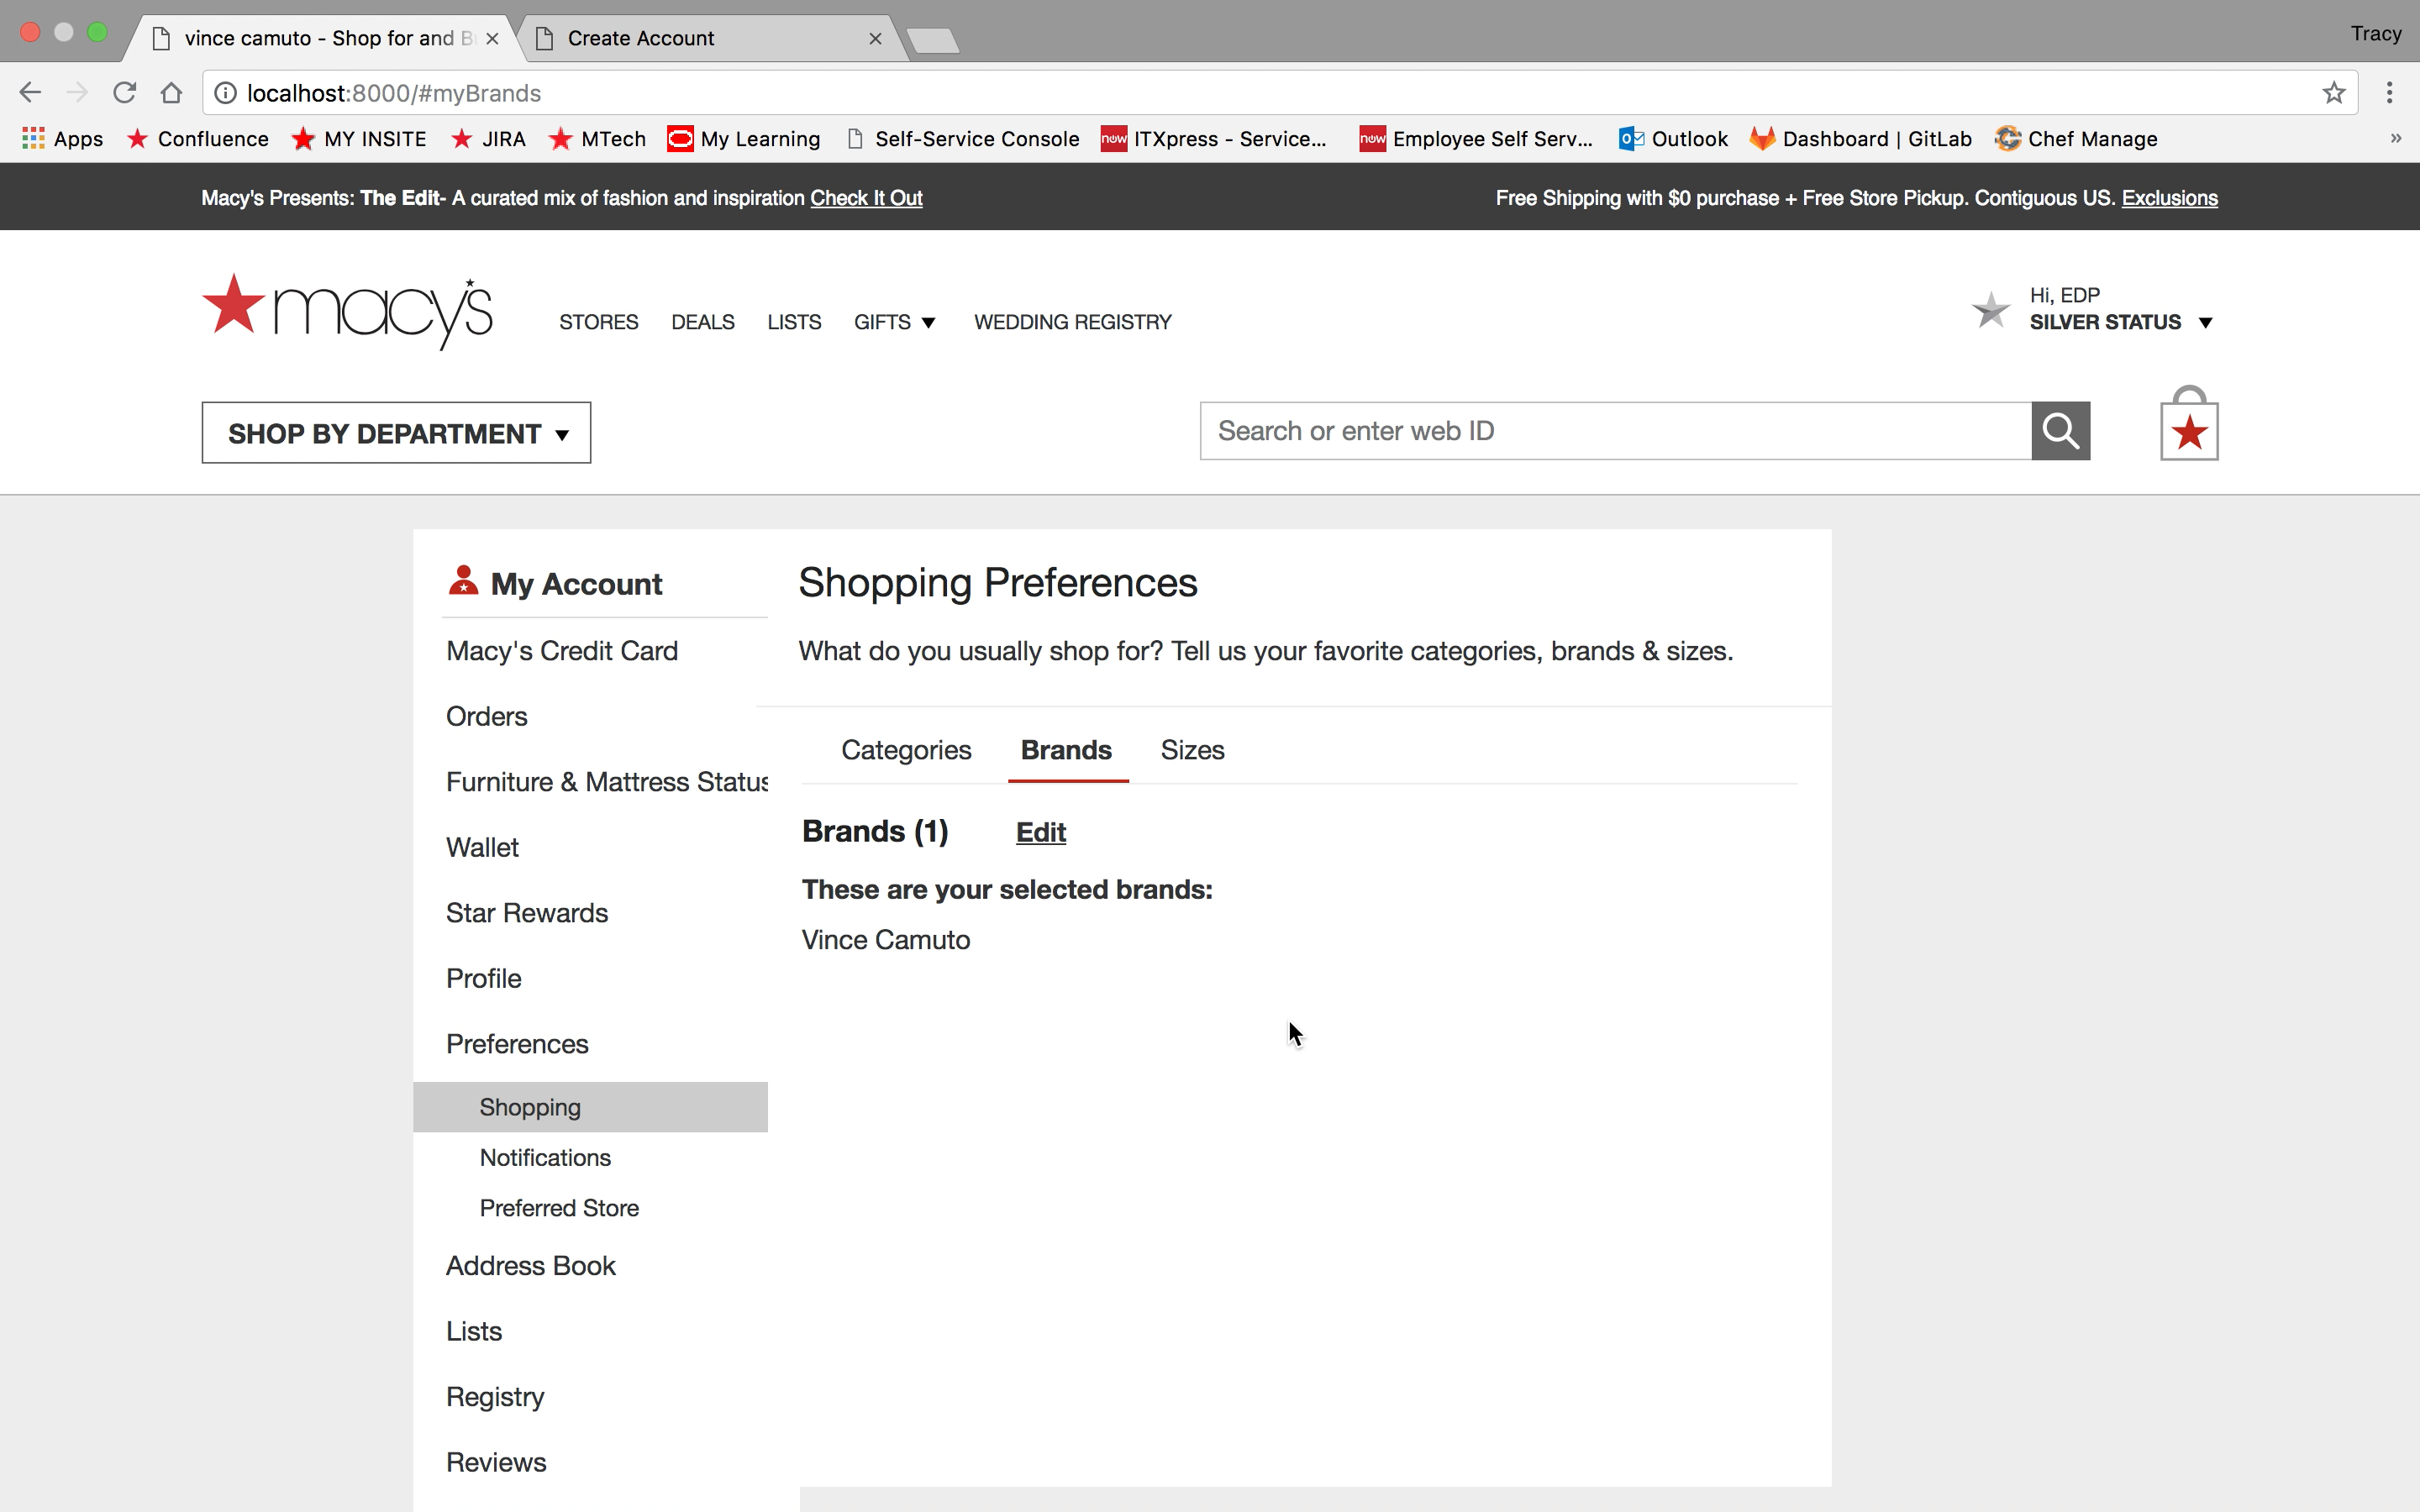 vince camuto - Shop for and B
Create Account
Tracy
localhost:8000/#myBrands
Apps
Confluence
MY INSITE
JIRA
MTech
My Learning
Self-Service Console
now
ITXpress - Service...
now
Employee Self Serv...
Outlook
Dashboard | GitLab
Chef Manage
»
Macy's Presents: The Edit- A curated mix of fashion and inspiration Check It Out
Free Shipping with $0 purchase + Free Store Pickup. Contiguous US. Exclusions
macy's
STORES
DEALS
LISTS
GIFTS
WEDDING REGISTRY
Hi, EDP
SILVER STATUS
SHOP BY DEPARTMENT
Search or enter web ID
My Account
Macy's Credit Card
Orders
Furniture & Mattress Status
Wallet
Star Rewards
Profile
Preferences
Shopping
Notifications
Preferred Store
Address Book
Lists
Registry
Reviews
Shopping Preferences
What do you usually shop for? Tell us your favorite categories, brands & sizes.
Categories
Brands
Sizes
Brands (1)
Edit
These are your selected brands:
Vince Camuto